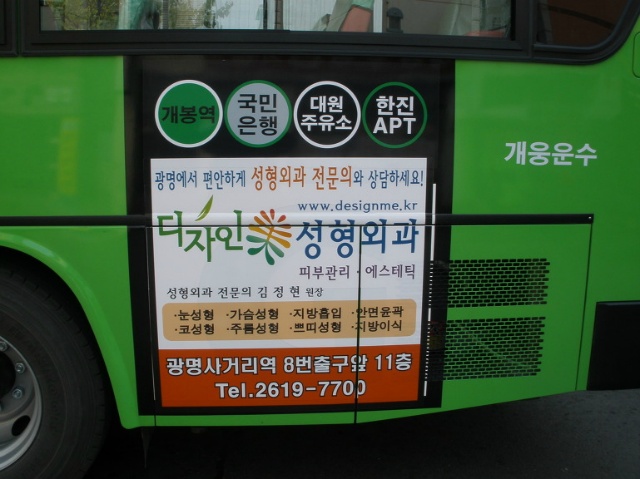 개봉역 국민은행 대원주유소 한진APT
개웅운수
광명에서 편안하게 성형외과 전문의와 상담하세요!
www.designme.kr
디자인 성형외과
피부관리·에스테틱
성형외과 전문의 김정현 원장
·눈성형 ·가슴성형 ·지방흡입 ·안면윤곽
·코성형 ·주름성형 ·쁘띠성형 ·지방이식
광명사거리역 8번출구앞 11층
Tel.2619-7700